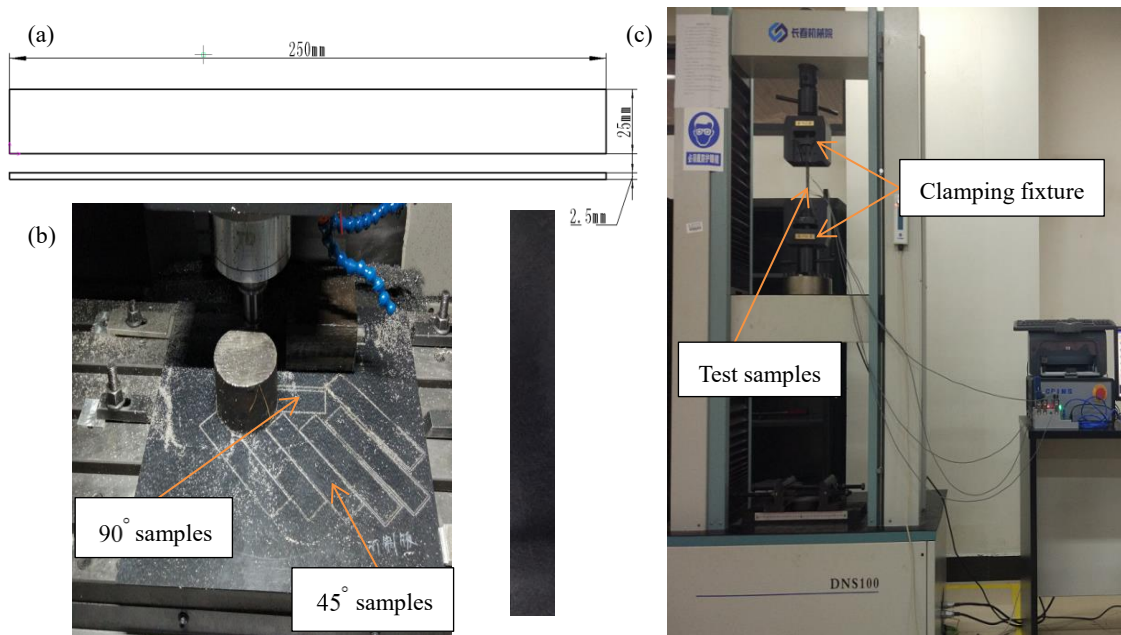 (a)
250mm
25mm
2.5mm
(b)
90° samples
45° samples
(c)
长春机械院
Clamping fixture
Test samples
DNS100